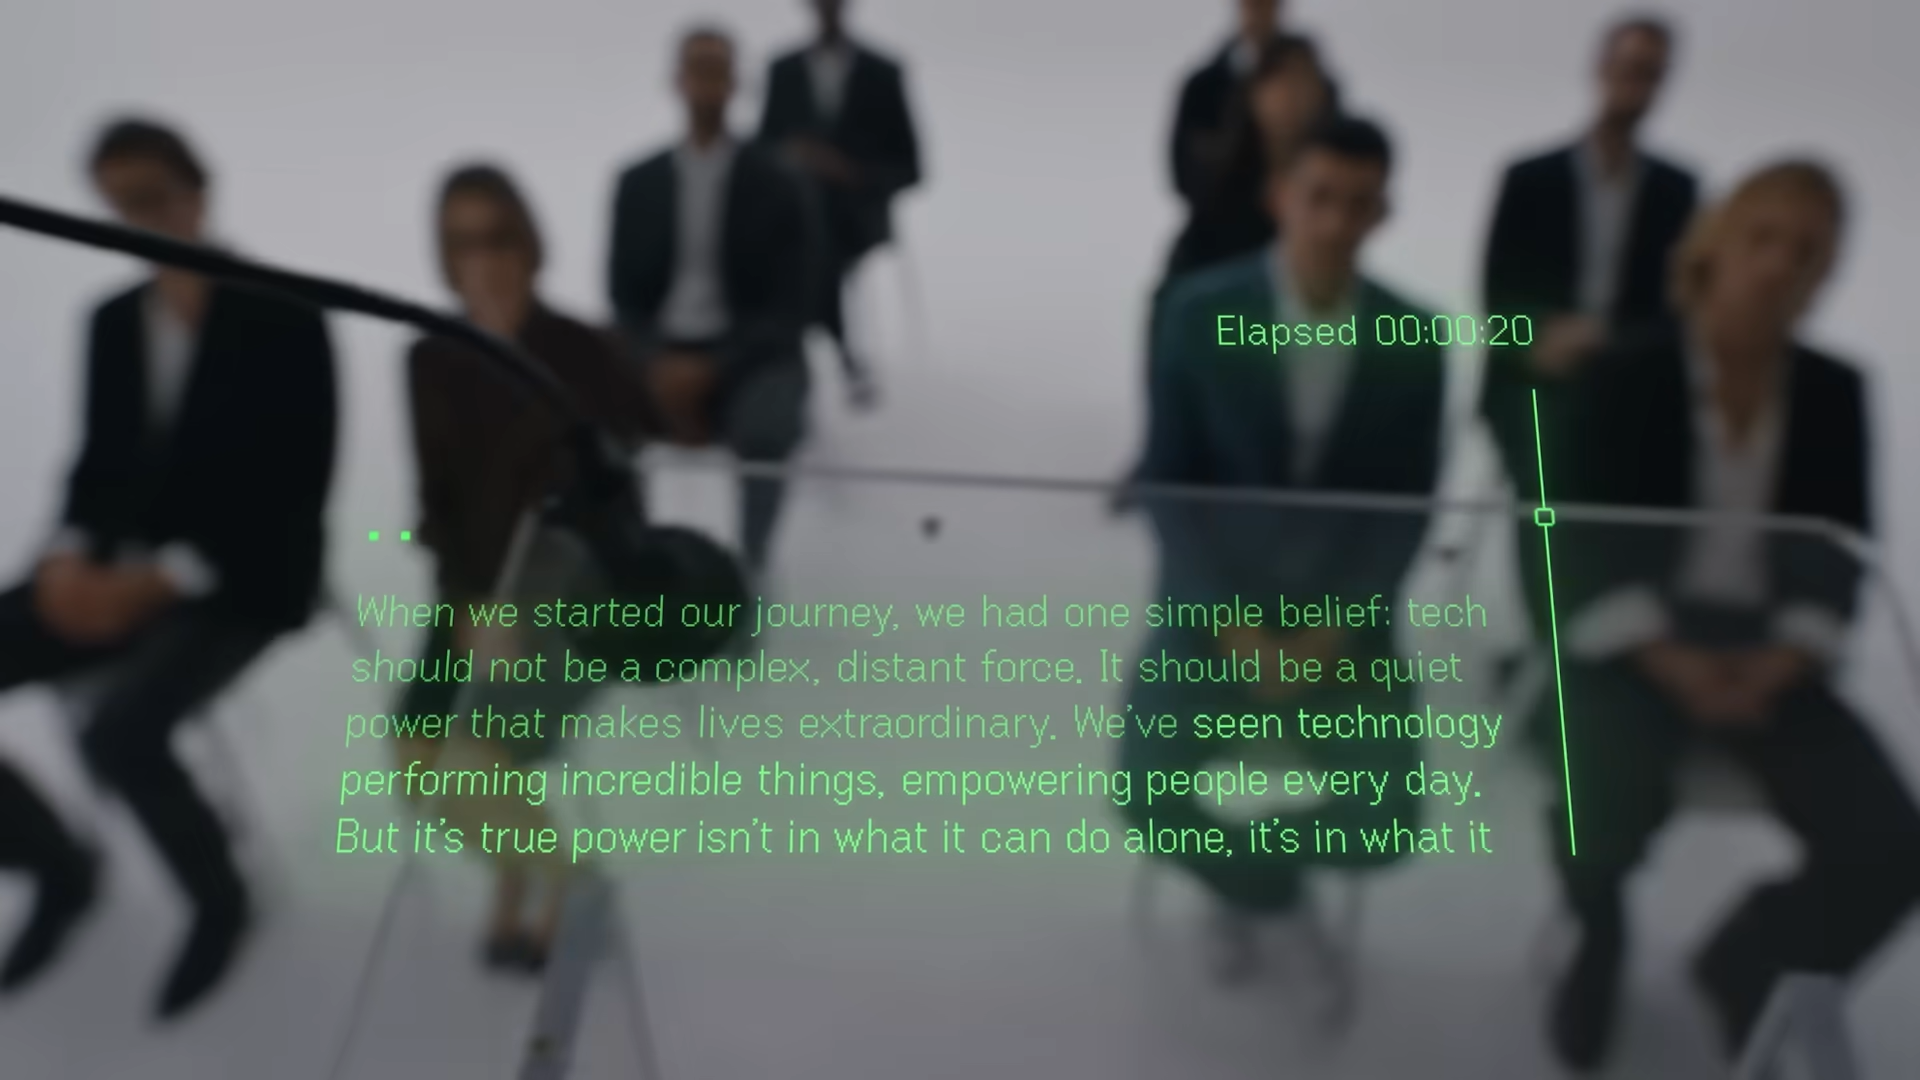 Elapsed 00:00:20
When we started our journey, we had one simple belief: tech
should not be a complex, distant force. It should be a quiet
power that makes lives extraordinary. We've seen technology
performing incredible things, empowering people every day.
But it's true power isn't in what it can do alone, it's in what it